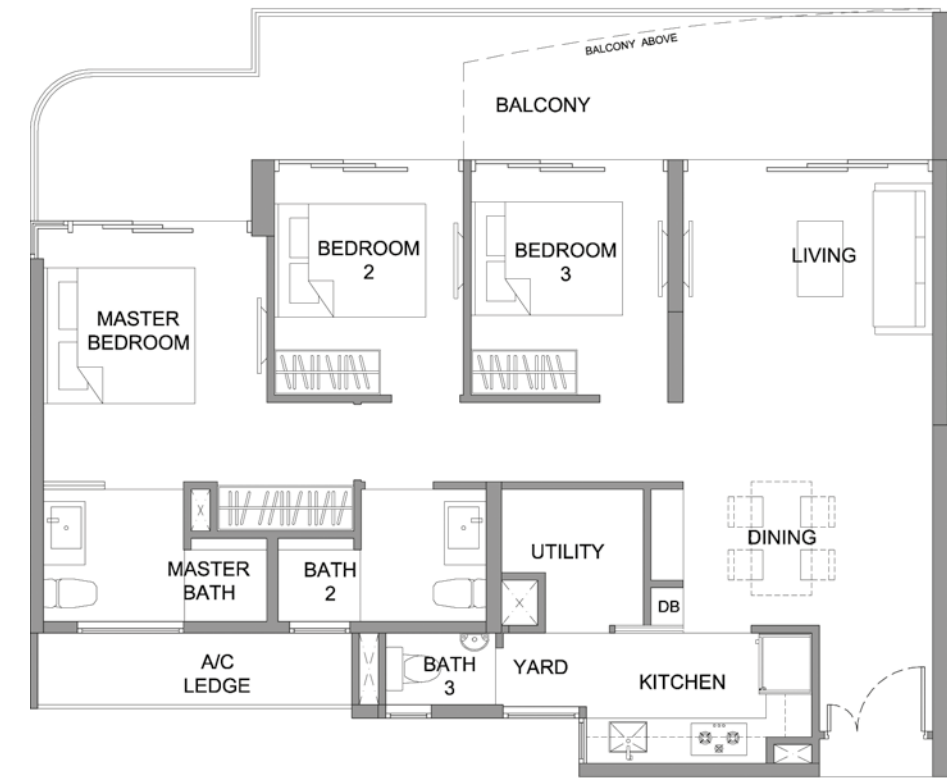 BALCONY ABOVE
BALCONY
BEDROOM
2
BEDROOM
3
LIVING
MASTER
BEDROOM
DINING
UTILITY
MASTER
BATH
BATH
2
DB
A/C
LEDGE
BATH
3
YARD
KITCHEN